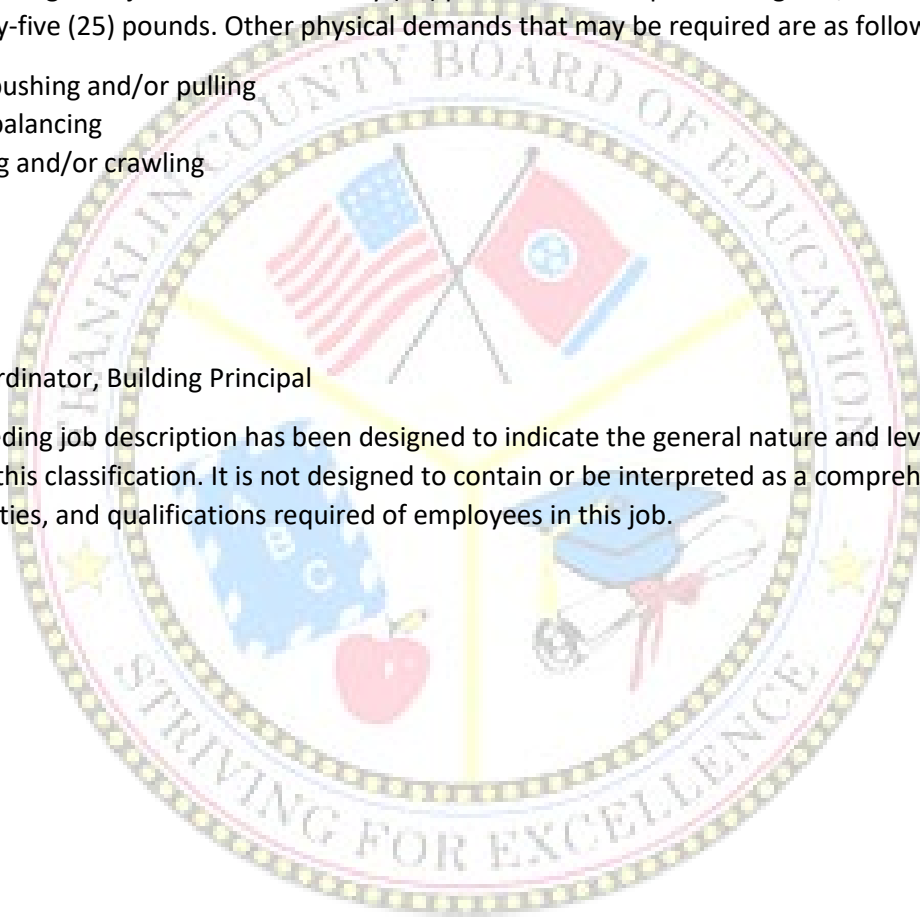 y-five (25) pounds. Other physical demands that may be required are as follow
pushing and/or pulling
balancing
g and/or crawling
rdinator, Building Principal
eding job description has been designed to indicate the general nature and lev
this classification. It is not designed to contain or be interpreted as a compreh
ties, and qualifications required of employees in this job.
FRANKLIN COUNTY BOARD OF EDUCATION
A
B
C
STRIVING FOR EXCELLENCE